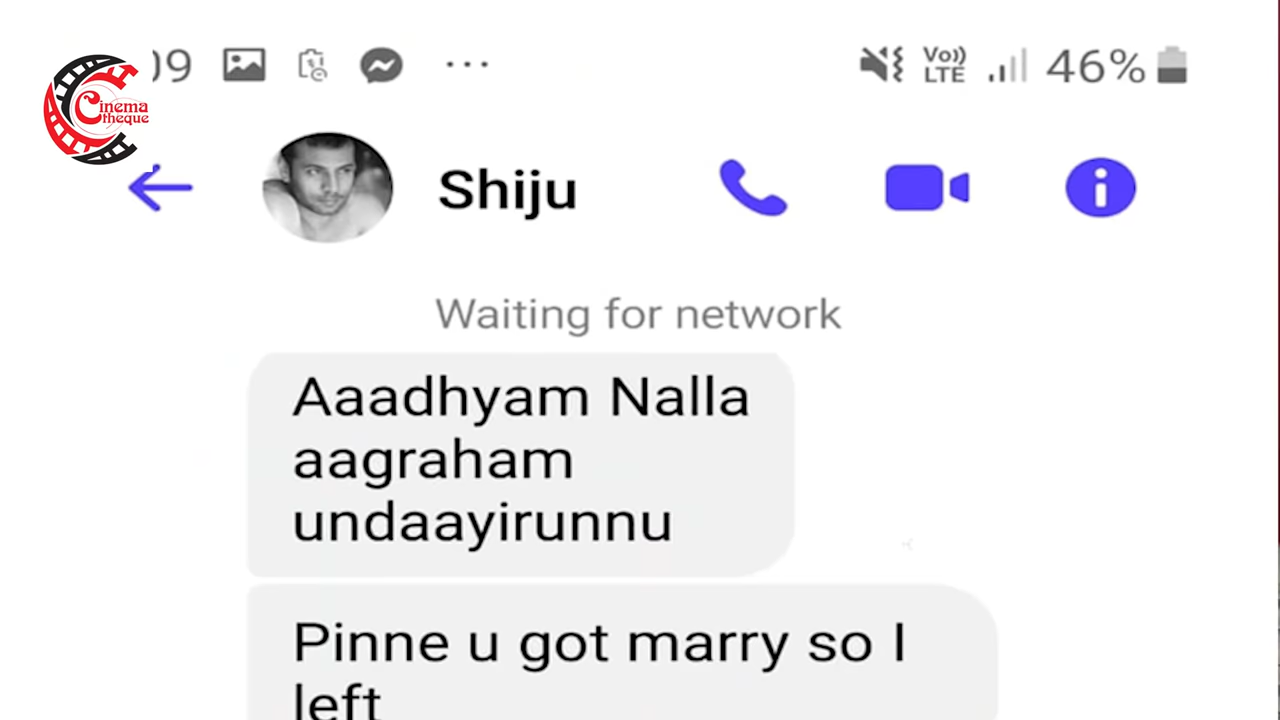 )9 ... Vo)) 46%
LTE
Cinema
theque
Shiju
Waiting for network
Aaadhyam Nalla
aagraham
undaayirunnu
Pinne u got marry so I
left